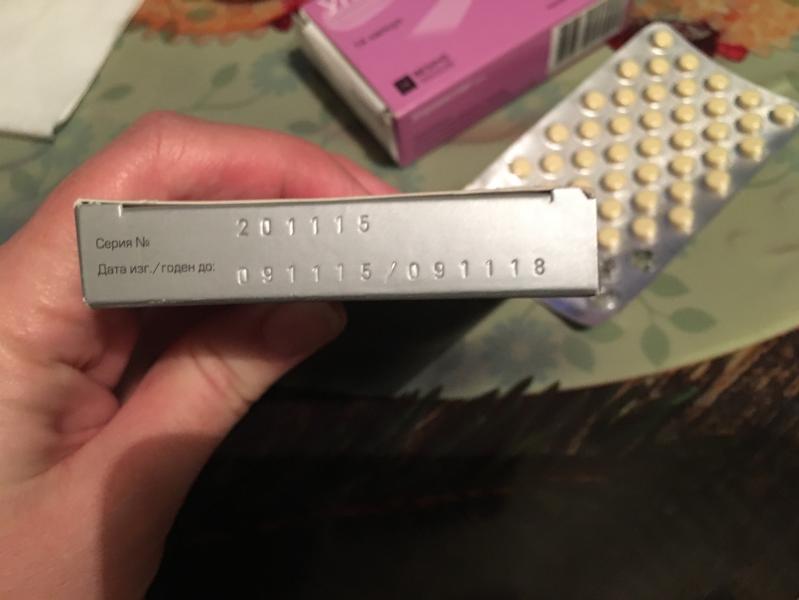 Серия №
201115
Дата изг./годен до:
091115/091118